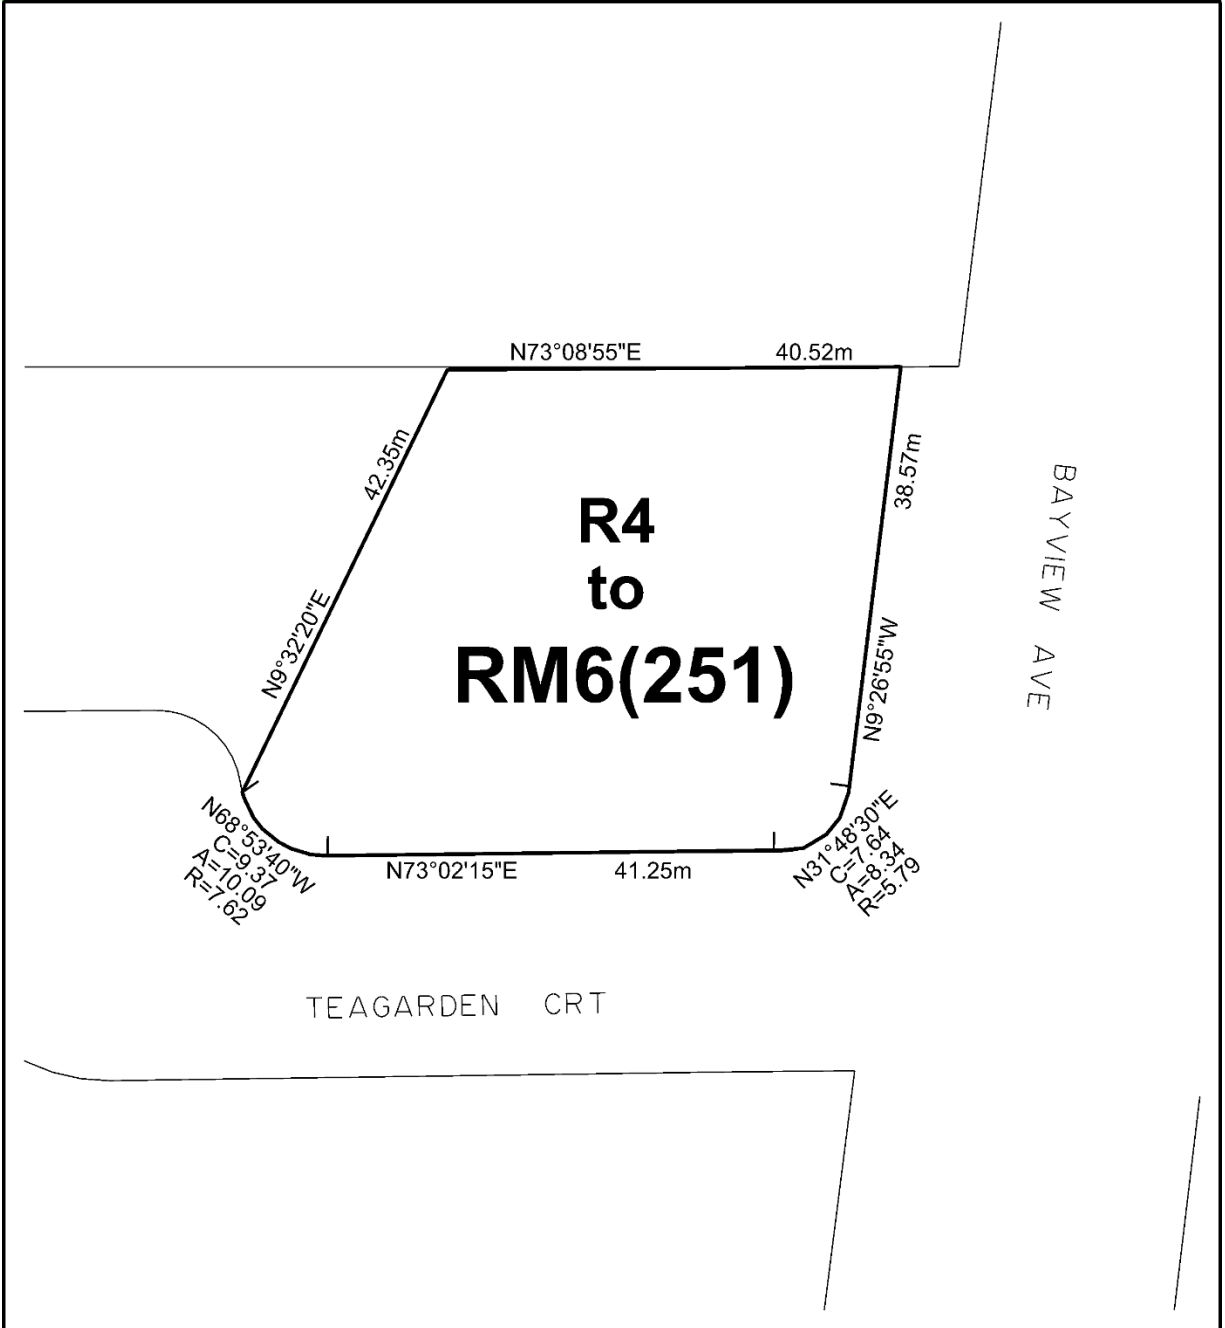 N73°08'55"E 40.52m
42.35m
38.57m
R4
to
RM6(251)
BAYVIEW AVE
N9°32'20"E
N9°26'55"W
N68°53'40"W
C=9.37
A=10.09
R=7.62
N73°02'15"E 41.25m
N31°48'30"E
C=7.64
A=8.34
R=5.79
TEAGARDEN CRT